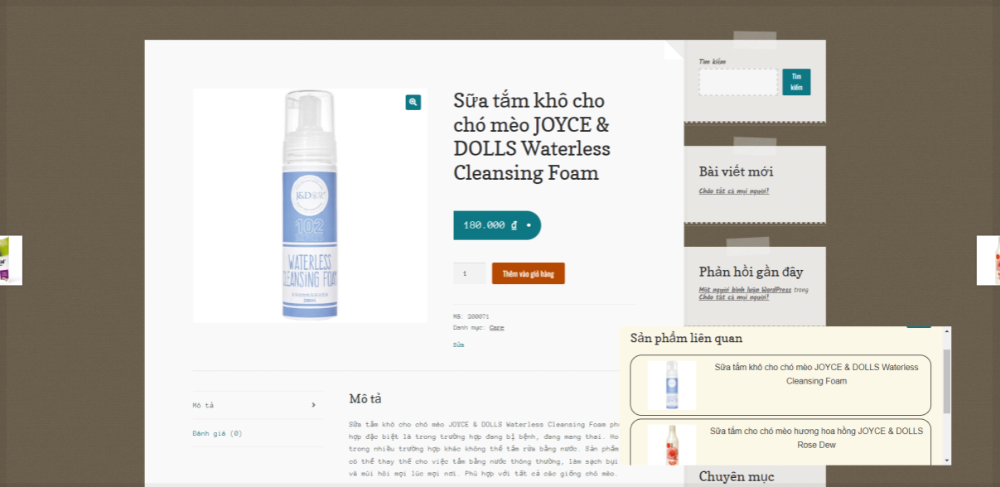 Sữa tắm khô cho
chó mèo JOYCE &
DOLLS Waterless
Cleansing Foam
180.000 ₫
1
Thêm vào giỏ hàng
Mã: 200071
Danh mục: Care
Sửa
J&D
102
WATERLESS
CLEANSING FOAM
Mô tả
Đánh giá (0)
Mô tả
Sữa tắm khô cho chó mèo JOYCE & DOLLS Waterless Cleansing Foam
hợp đặc biệt là trong trường hợp đang bị bệnh, đang mang thai.
trong nhiều trường hợp khác không thể tắm rửa bằng nước. Sản phẩm
có thể thay thế cho việc tắm bằng nước thông thường, làm sạch bụi
và mùi hôi mọi lúc mọi nơi. Phù hợp với tất cả các giống chó mèo.
Tìm kiếm
Tìm
kiếm
Bài viết mới
Chào tất cả mọi người!
Phản hồi gần đây
Một người bình luận WordPress trong
Chào tất cả mọi người!
Sản phẩm liên quan
Sữa tắm khô cho chó mèo JOYCE & DOLLS Waterless
Cleansing Foam
Sữa tắm cho chó mèo hương hoa hồng JOYCE & DOLLS
Rose Dew
Chuyên mục